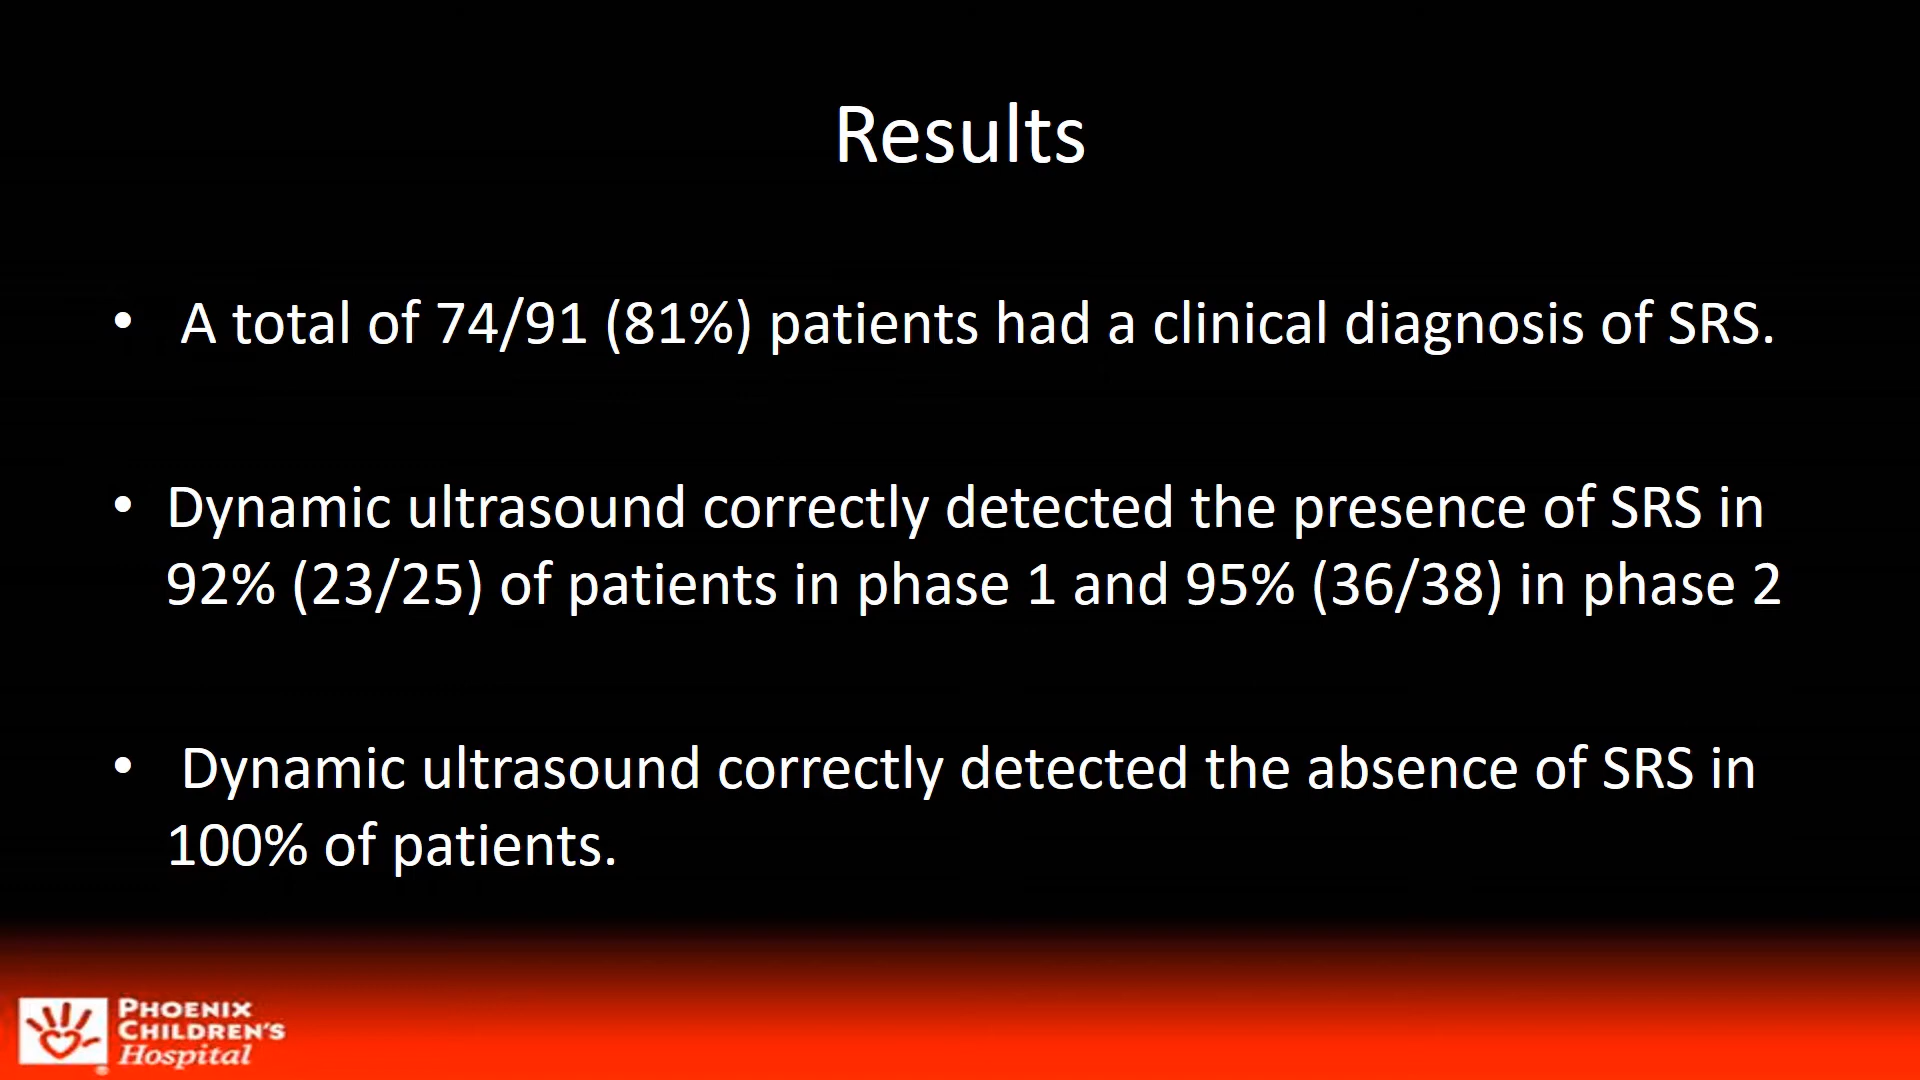 Results
• A total of 74/91 (81%) patients had a clinical diagnosis of SRS.
• Dynamic ultrasound correctly detected the presence of SRS in
92% (23/25) of patients in phase 1 and 95% (36/38) in phase 2
• Dynamic ultrasound correctly detected the absence of SRS in
100% of patients.
PHOENIX
CHILDREN'S
Hospital